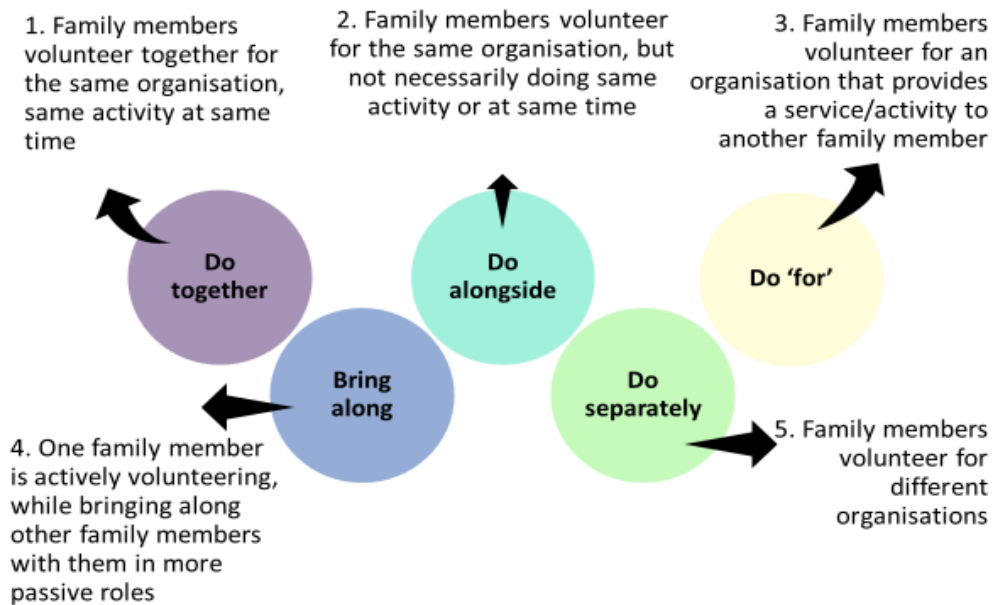 1. Family members
volunteer together for
the same organisation,
same activity at same
time
2. Family members volunteer
for the same organisation, but
not necessarily doing same
activity or at same time
3. Family members
volunteer for an
organisation that provides
a service/activity to
another family member
Do
together
Do
alongside
Do ‘for’
Bring
along
Do
separately
4. One family member
is actively volunteering,
while bringing along
other family members
with them in more
passive roles
5. Family members
volunteer for
different
organisations